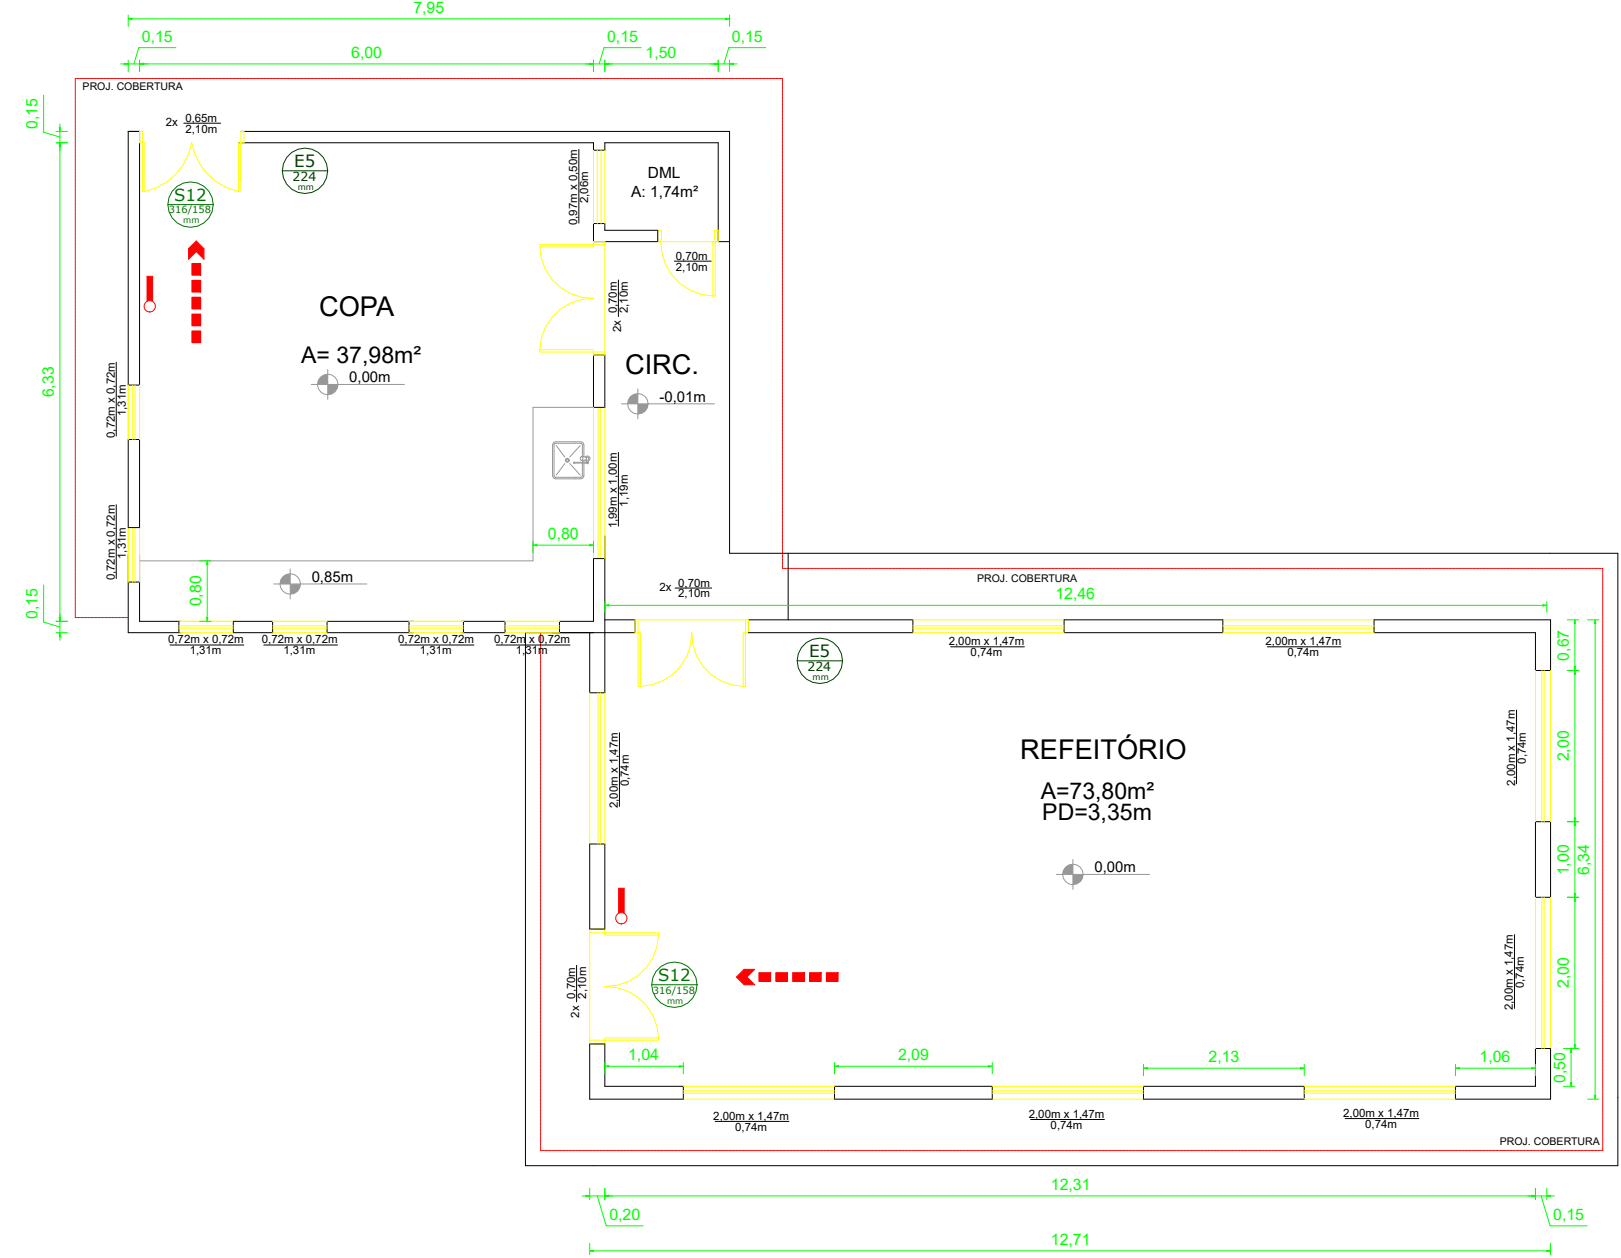 7,95
0,15
0,15
0,15
6,00
1,50
PROJ. COBERTURA
0,15
2x 0,65m
2,10m
E5
224
mm
S12
316/158
mm
0,97m x 0,50m
2,06m
DML
A: 1,74m²
0,70m
2,10m
COPA
A= 37,98m²
0,00m
2x 0,70m
2,10m
CIRC.
-0,01m
6,33
0,72m x 0,72m
1,31m
1,99m x 1,00m
1,19m
0,72m x 0,72m
1,31m
0,80
0,80
0,85m
0,15
2x 0,70m
2,10m
PROJ. COBERTURA
12,46
0,72m x 0,72m
1,31m
0,72m x 0,72m
1,31m
0,72m x 0,72m
1,31m
0,72m x 0,72m
1,31m
E5
224
mm
2,00m x 1,47m
0,74m
2,00m x 1,47m
0,74m
0,67
2,00m x 1,47m
0,74m
REFEITÓRIO
A=73,80m²
PD=3,35m
0,00m
2,00m x 1,47m
0,74m
2,00
1,00
6,34
2x 0,70m
2,10m
S12
316/158
mm
2,00m x 1,47m
0,74m
2,00
1,04
2,09
2,13
1,06
0,50
2,00m x 1,47m
0,74m
2,00m x 1,47m
0,74m
2,00m x 1,47m
0,74m
PROJ. COBERTURA
12,31
0,20
0,15
12,71